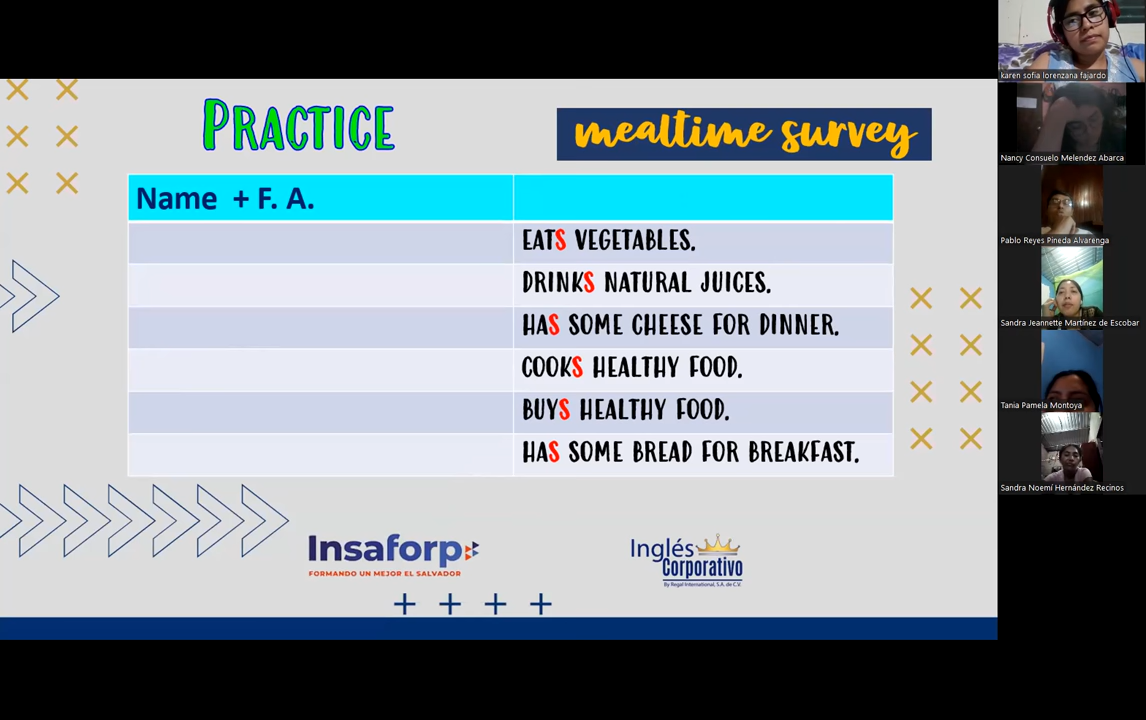 PRACTICE
mealtime survey
Name + F. A.
EATS VEGETABLES.
DRINKS NATURAL JUICES.
HAS SOME CHEESE FOR DINNER.
COOKS HEALTHY FOOD.
BUYS HEALTHY FOOD.
HAS SOME BREAD FOR BREAKFAST.
Insaforp
FORMANDO UN MEJOR EL SALVADOR
Inglés
Corporativo
By Regal International, S.A. de C.V.
karen sofia lorenzana fajardo
Nancy Consuelo Melendez Abarca
Pablo Reyes Pineda Alvarenga
Sandra Jeannette Martínez de Escobar
Tania Pamela Montoya
Sandra Noemí Hernández Recinos